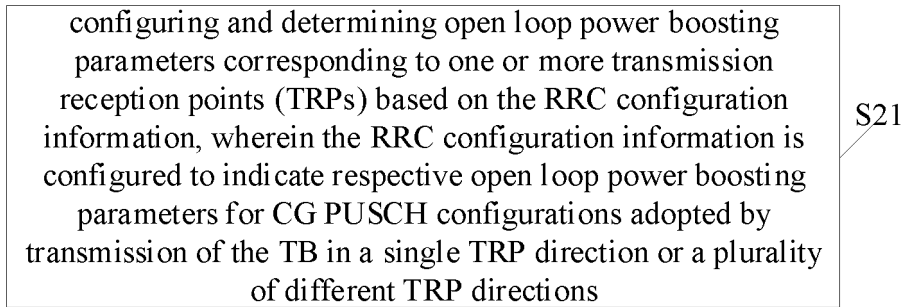 configuring and determining open loop power boosting
parameters corresponding to one or more transmission
reception points (TRPs) based on the RRC configuration
information, wherein the RRC configuration information is
configured to indicate respective open loop power boosting
parameters for CG PUSCH configurations adopted by
transmission of the TB in a single TRP direction or a plurality
of different TRP directions
S21